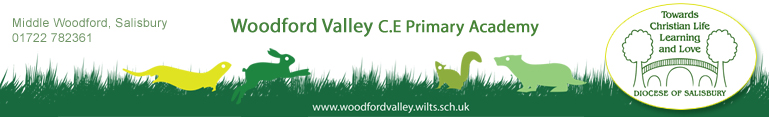 Middle Woodford, Salisbury
01722 782361
Woodford Valley C.E Primary Academy
www.woodfordvalley.wilts.sch.uk
Towards
Christian Life
Learning
and Love
DIOCESE OF SALISBURY